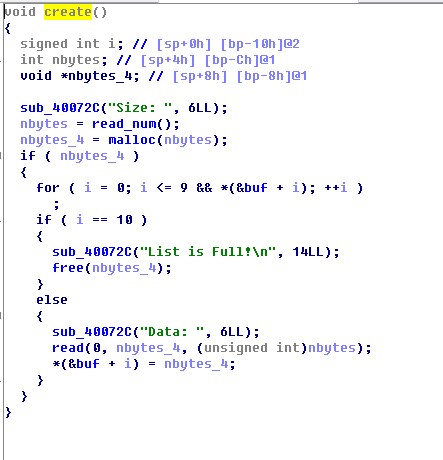 void create()
{
  signed int i; // [sp+0h] [bp-10h]@2
  int nbytes; // [sp+4h] [bp-Ch]@1
  void *nbytes_4; // [sp+8h] [bp-8h]@1

  sub_40072C("Size: ", 6LL);
  nbytes = read_num();
  nbytes_4 = malloc(nbytes);
  if ( nbytes_4 )
  {
    for ( i = 0; i <= 9 && *(&buf + i); ++i )
      ;
    if ( i == 10 )
    {
      sub_40072C("List is Full!\n", 14LL);
      free(nbytes_4);
    }
    else
    {
      sub_40072C("Data: ", 6LL);
      read(0, nbytes_4, (unsigned int)nbytes);
      *(&buf + i) = nbytes_4;
    }
  }
}